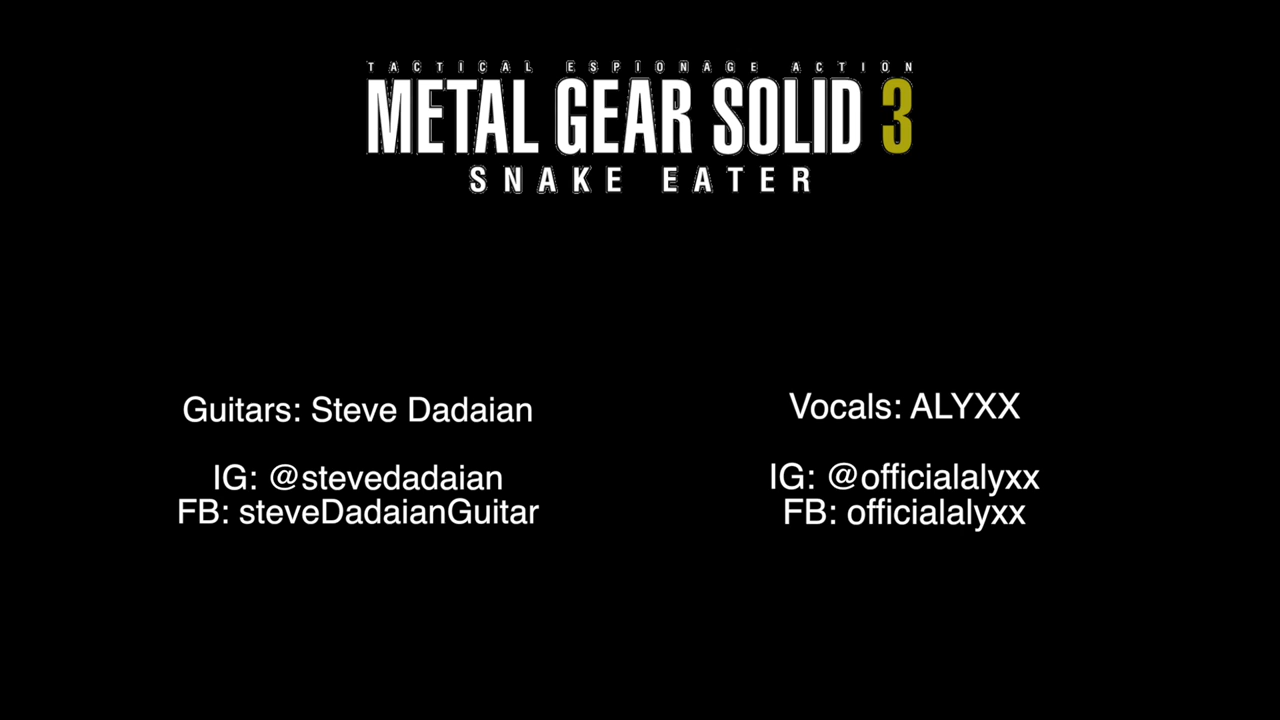 TACTICAL ESPIONAGE ACTION
METAL GEAR SOLID 3
SNAKE EATER
Guitars: Steve Dadaian
IG: @stevedadaian
FB: steveDadaianGuitar
Vocals: ALYXX
IG: @officialalyxx
FB: officialalyxx